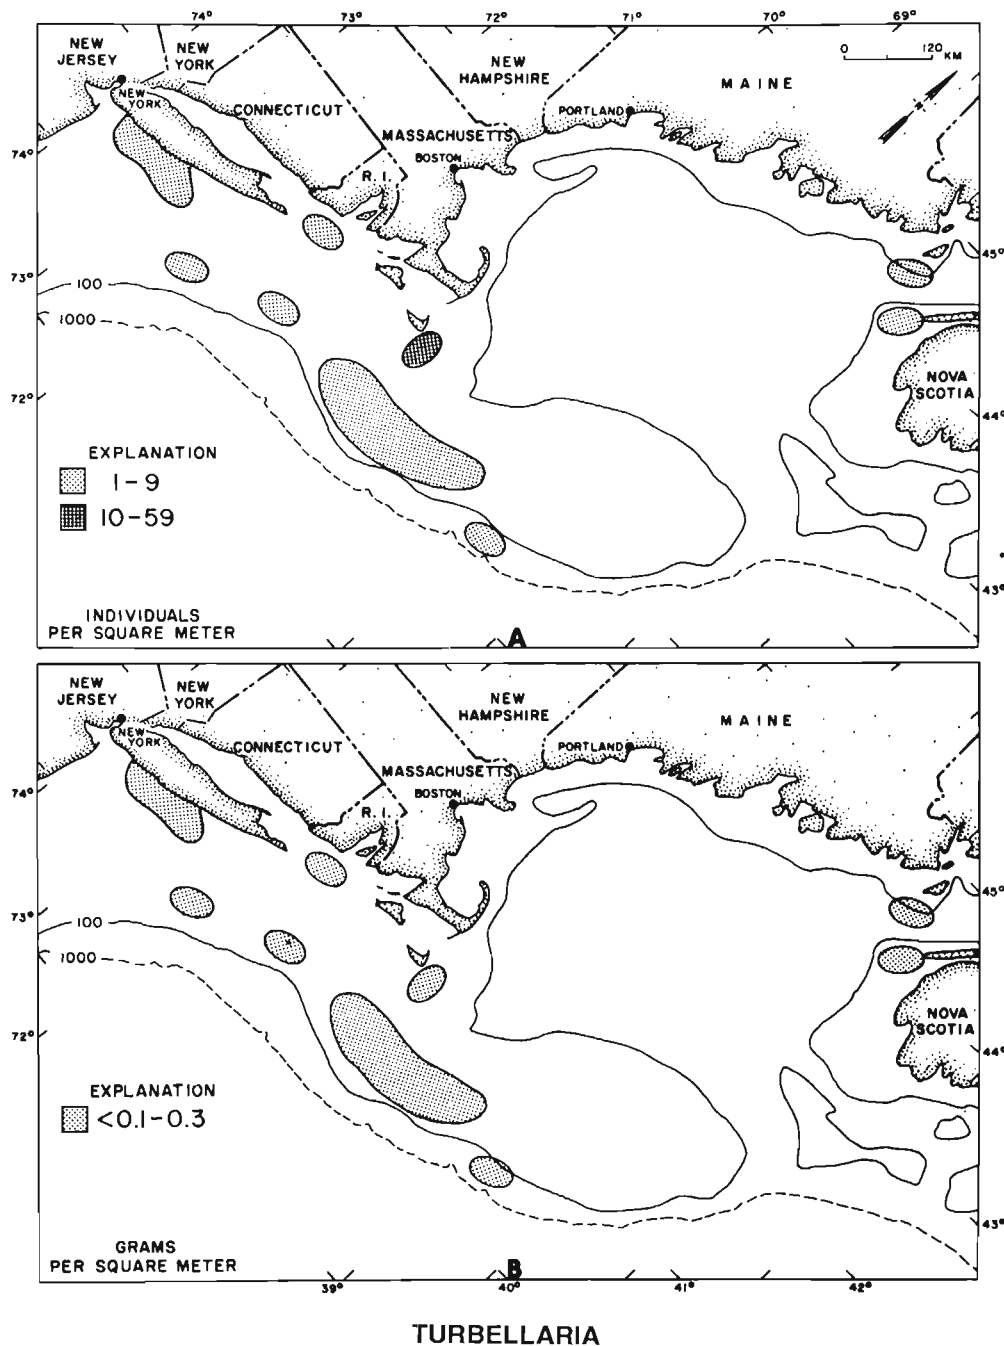 74° 73° 72° 71° 70° 69°
NEW
JERSEY
NEW
YORK
NEW
YORK
CONNECTICUT
NEW
HAMPSHIRE
MASSACHUSETTS
BOSTON
R. I.
PORTLAND
MAINE
0 120 KM
74°
73°
72°
100
1000
45°
44°
43°
NOVA
SCOTIA
EXPLANATION
1-9
10-59
INDIVIDUALS
PER SQUARE METER
A
NEW
JERSEY
NEW
YORK
NEW
YORK
CONNECTICUT
NEW
HAMPSHIRE
MASSACHUSETTS
BOSTON
R. I.
PORTLAND
MAINE
74°
73°
72°
100
1000
45°
44°
43°
NOVA
SCOTIA
EXPLANATION
<0.1-0.3
GRAMS
PER SQUARE METER
B
39° 40° 41° 42°
TURBELLARIA